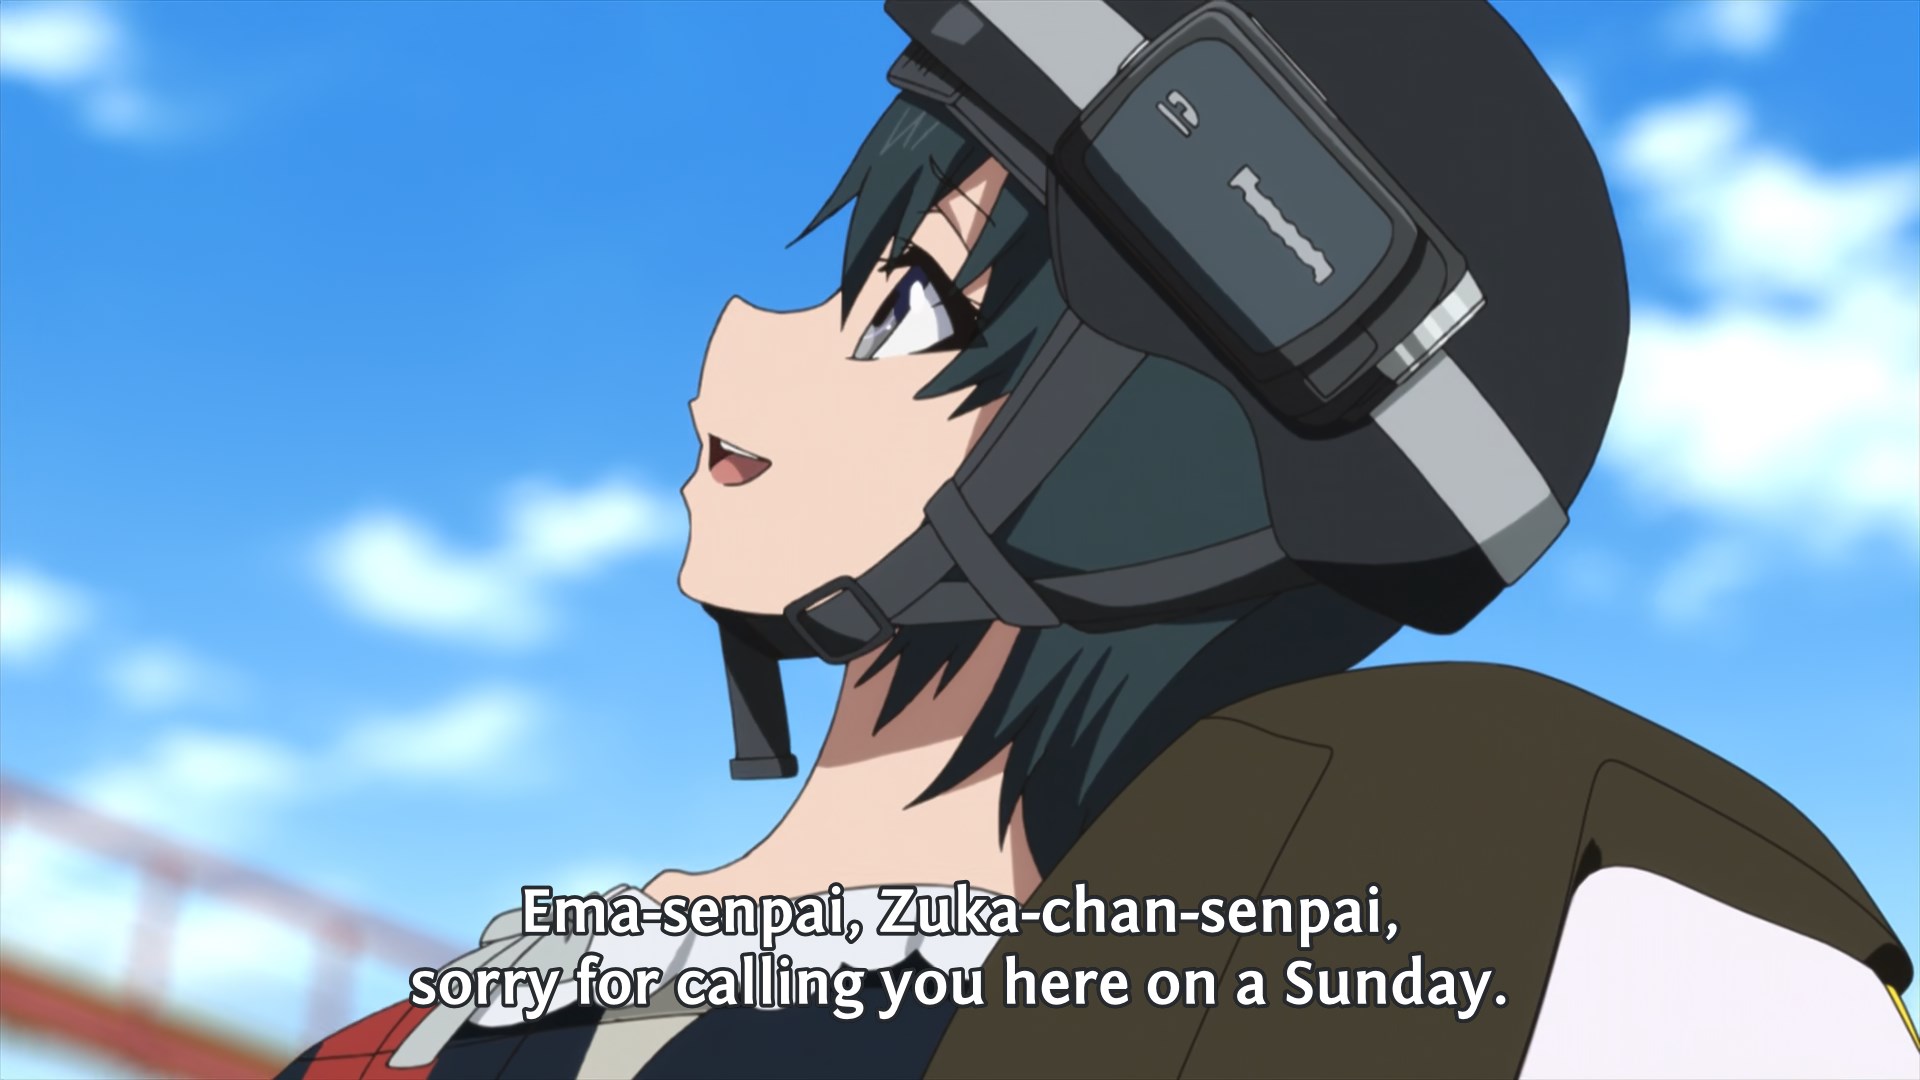 Ema-senpai, Zuka-chan-senpai,
sorry for calling you here on a Sunday.